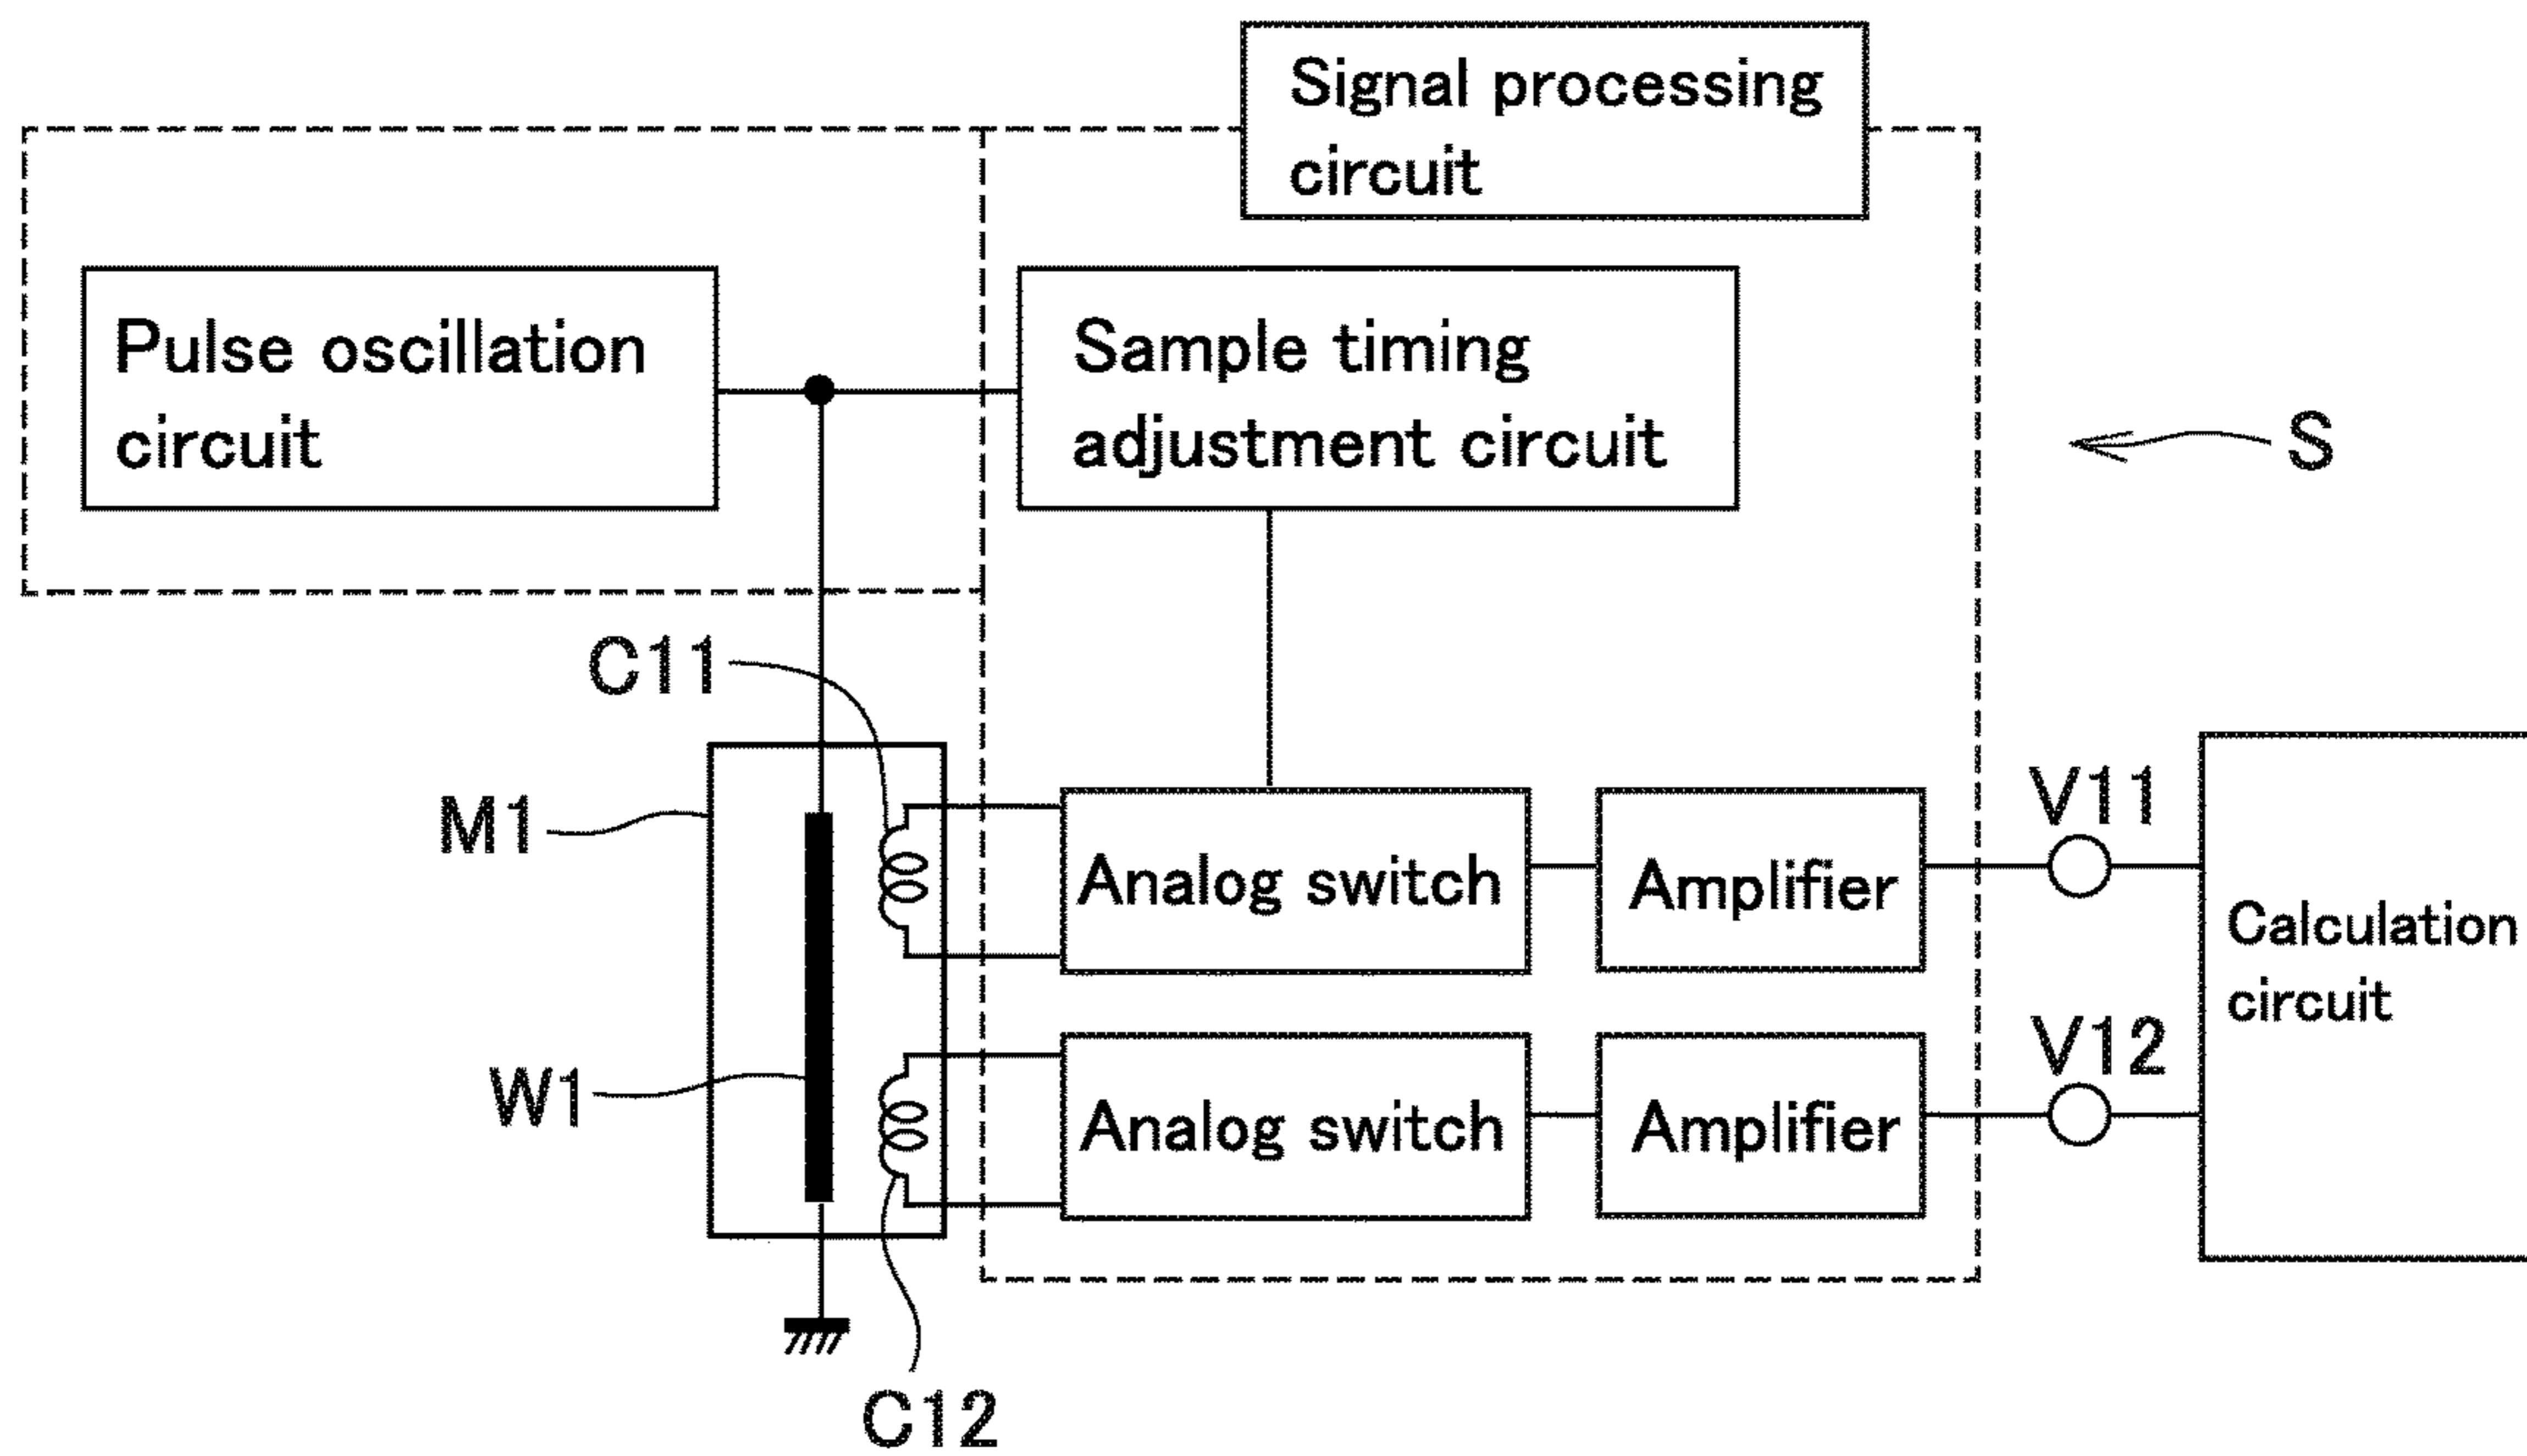 Signal processing
circuit
Pulse oscillation
circuit
Sample timing
adjustment circuit
S
C11
M1
W1
C12
Analog switch
Amplifier
V11
Analog switch
Amplifier
V12
Calculation
circuit